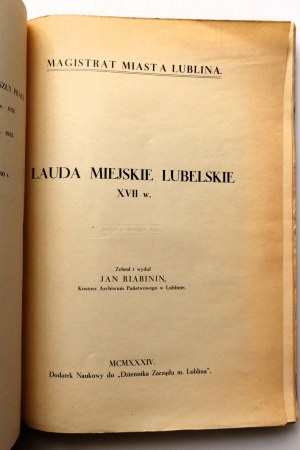 MAGISTRAT MIASTA LUBLINA.
LAUDA MIEJSKIE LUBELSKIE
XVII w.
Zebrał i wydał
JAN RIABININ,
Kustosz Archiwum Państwowego w Lublinie.
MCMXXXIV.
Dodatek Naukowy do „Dziennika Zarządu m. Lublina".